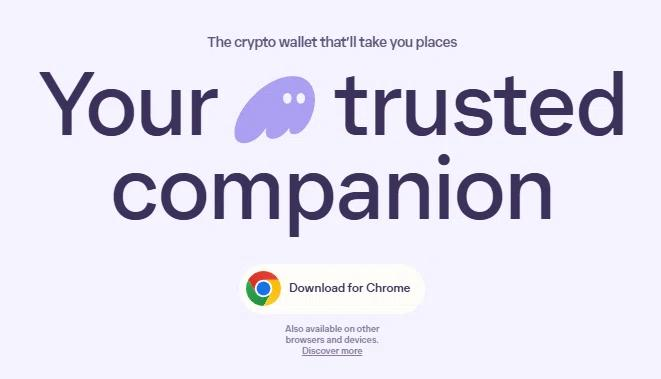 The crypto wallet that'll take you places
Your trusted
companion
Download for Chrome
Also available on other
browsers and devices.
Discover more